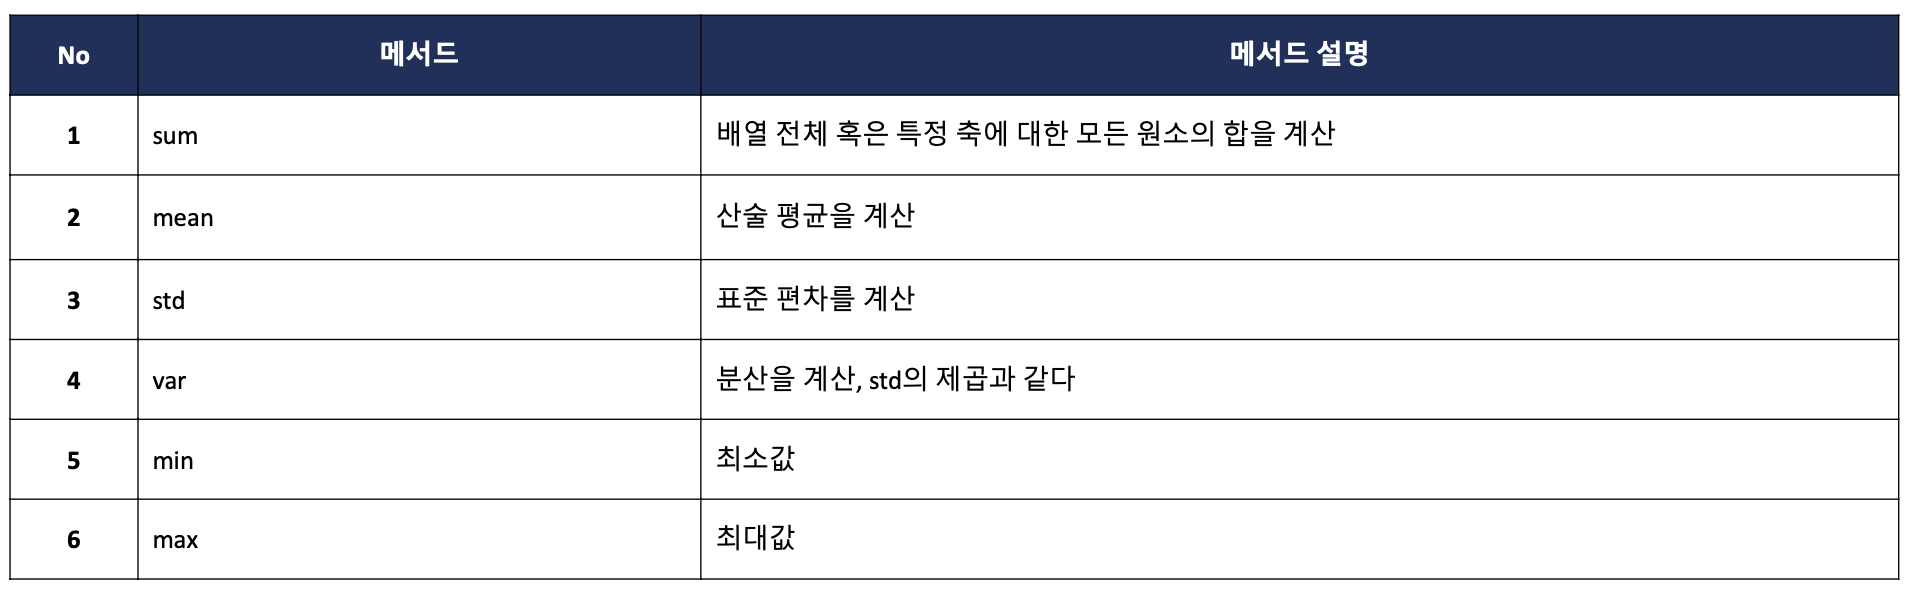 No 메서드 메서드 설명
1 sum 배열 전체 혹은 특정 축에 대한 모든 원소의 합을 계산
2 mean 산술 평균을 계산
3 std 표준 편차를 계산
4 var 분산을 계산, std의 제곱과 같다
5 min 최소값
6 max 최대값